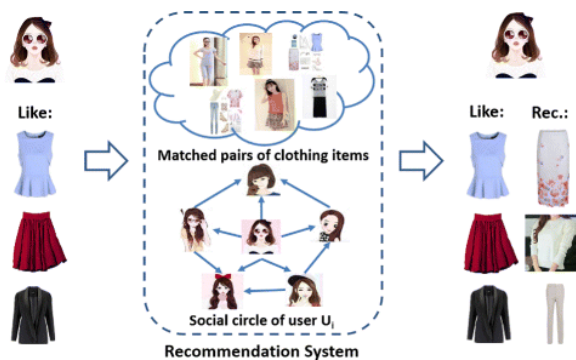 Like:
Matched pairs of clothing items
Social circle of user Ui
Recommendation System
Like: Rec.: